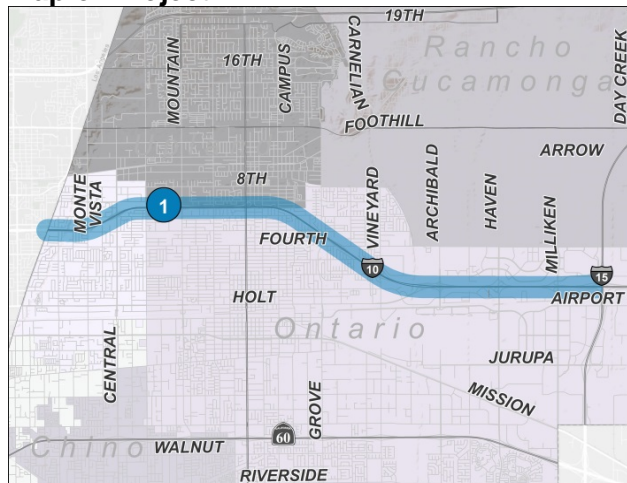 19TH
MOUNTAIN
16TH
CAMPUS
CARNELIAN
Rancho
Cucamonga
DAY CREEK
FOOTHILL
ARROW
8TH
MONTE
VISTA
1
FOURTH
VINEYARD
ARCHIBALD
HAVEN
MILLIKEN
10
15
HOLT
AIRPORT
Ontario
CENTRAL
JURUPA
GROVE
MISSION
Chino
WALNUT
60
RIVERSIDE